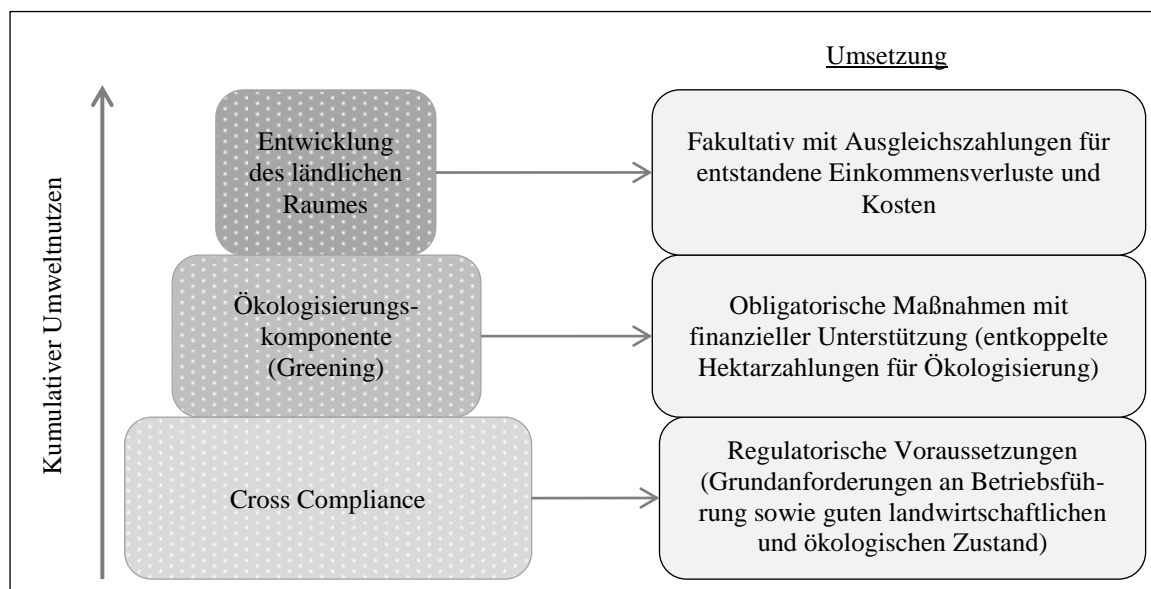 Umsetzung
Kumulativer Umweltnutzen
Entwicklung
des ländlichen
Raumes
Fakultativ mit Ausgleichszahlungen für
entstandene Einkommensverluste und
Kosten
Ökologisierungs-
komponente
(Greening)
Obligatorische Maßnahmen mit
finanzieller Unterstützung (entkoppelte
Hektarzahlungen für Ökologisierung)
Cross Compliance
Regulatorische Voraussetzungen
(Grundanforderungen an Betriebsfüh-
rung sowie guten landwirtschaftlichen
und ökologischen Zustand)